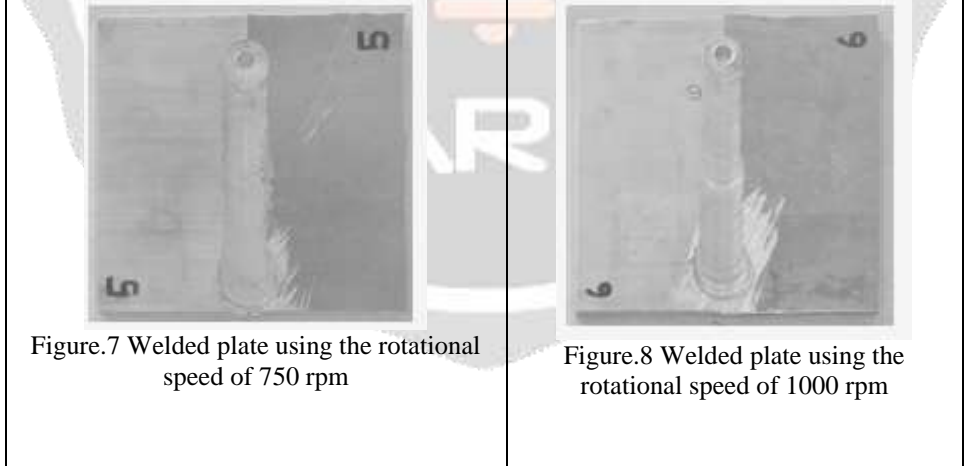 5
5
6
6
AR
Figure.7 Welded plate using the rotational
speed of 750 rpm
Figure.8 Welded plate using the
rotational speed of 1000 rpm